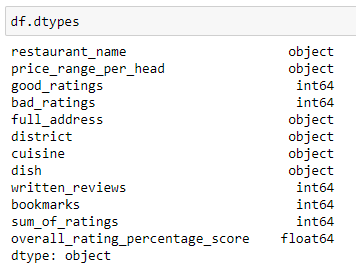 df.dtypes
restaurant_name object
price_range_per_head object
good_ratings int64
bad_ratings int64
full_address object
district object
cuisine object
dish object
written_reviews int64
bookmarks int64
sum_of_ratings int64
overall_rating_percentage_score float64
dtype: object